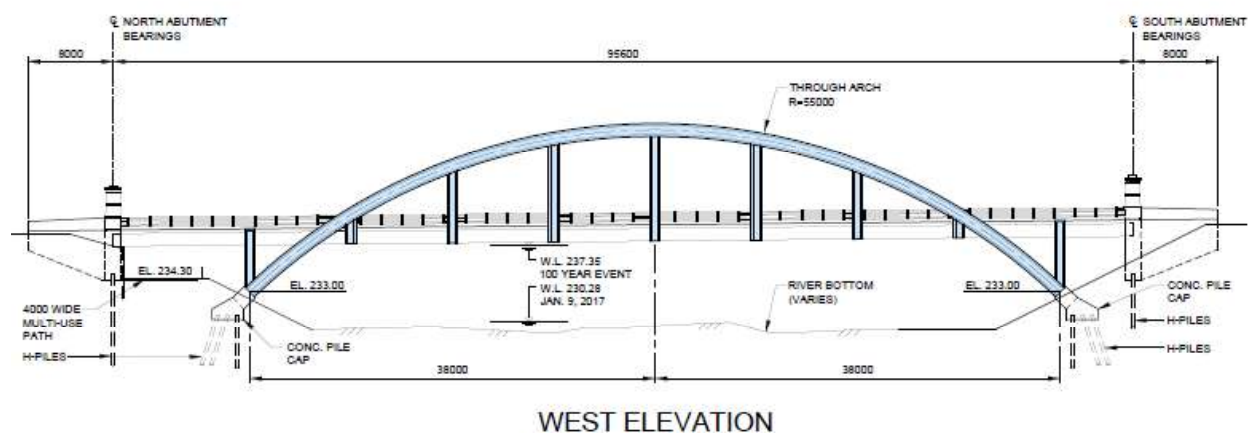 ℄ NORTH ABUTMENT
BEARINGS
℄ SOUTH ABUTMENT
BEARINGS
8000
95600
8000
THROUGH ARCH
R=55000
EL. 234.30
W.L. 237.35
100 YEAR EVENT
W.L. 230.28
JAN. 9, 2017
EL. 233.00
RIVER BOTTOM
(VARIES)
EL. 233.00
CONC. PILE
CAP
4000 WIDE
MULTI-USE
PATH
H-PILES
CONC. PILE
CAP
H-PILES
H-PILES
38000
38000
WEST ELEVATION